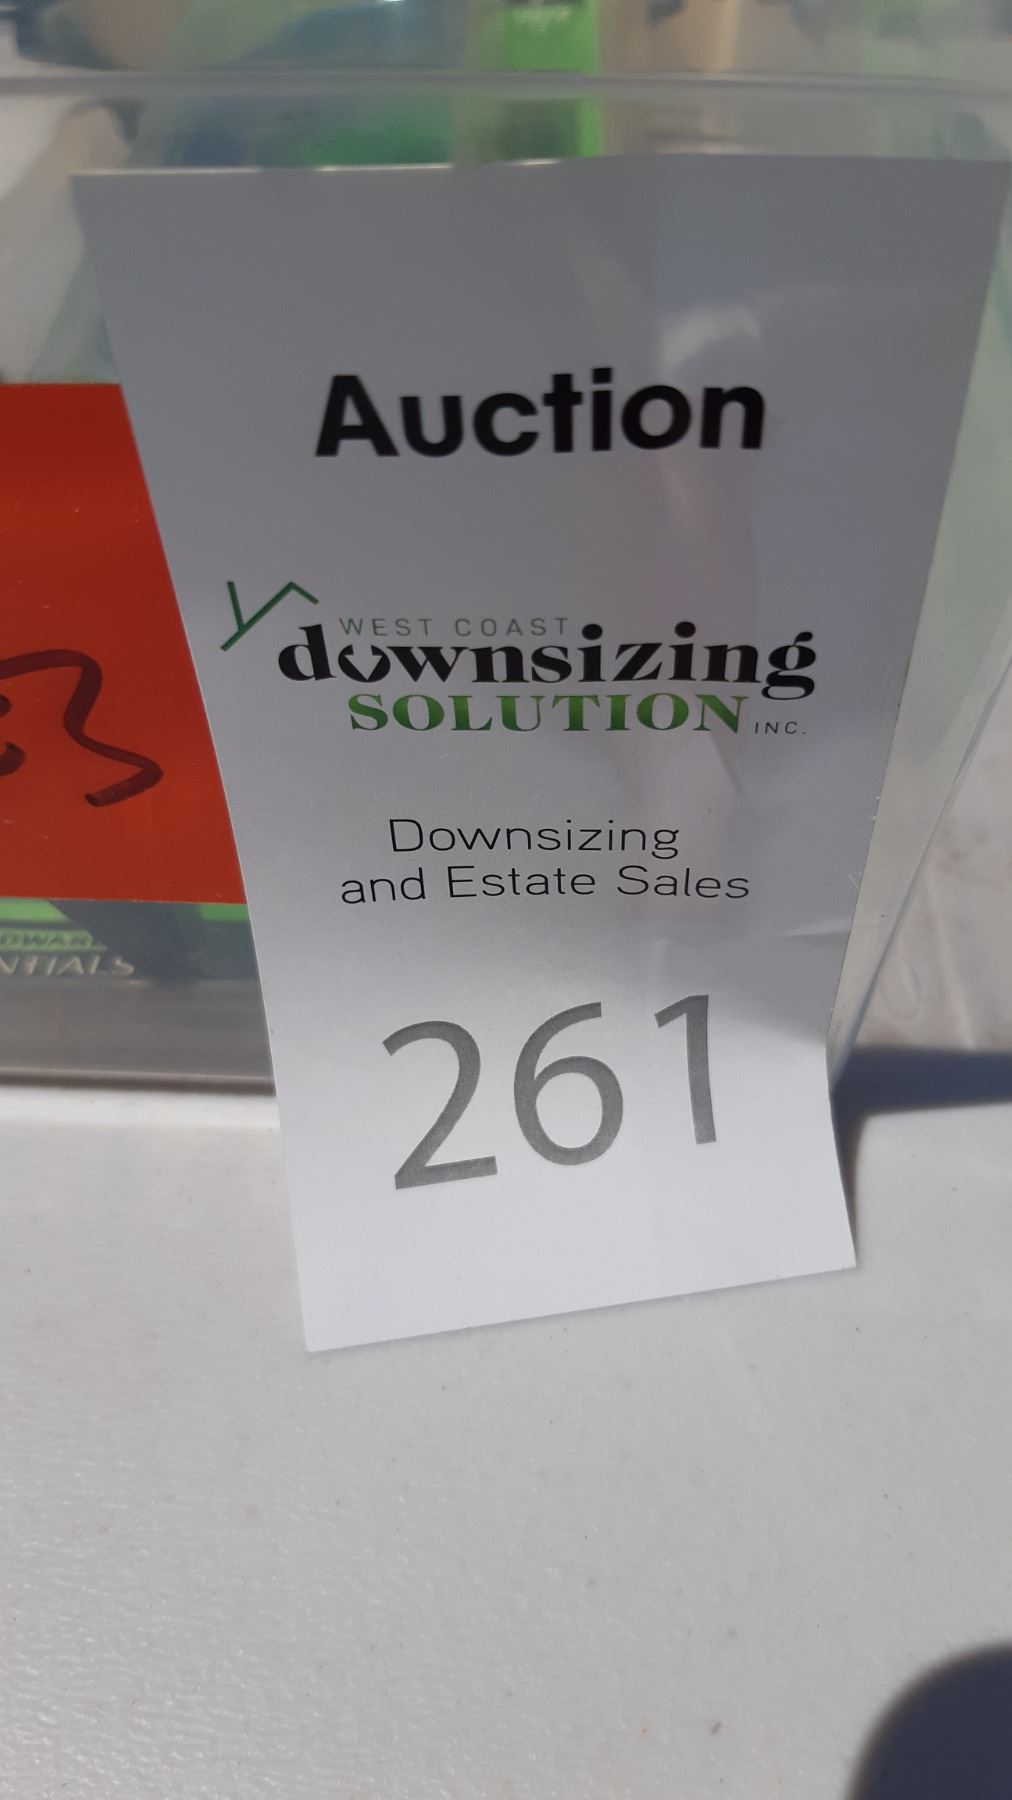 Auction
WEST COAST
downsizing
SOLUTION INC.
Downsizing
and Estate Sales
261